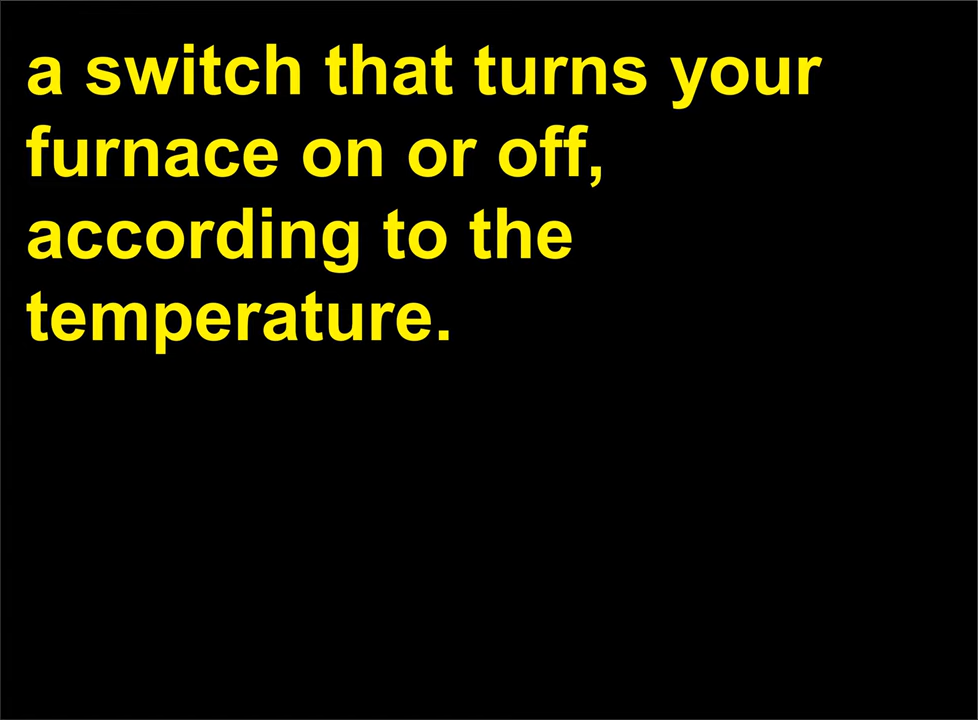 a switch that turns your
furnace on or off,
according to the
temperature.